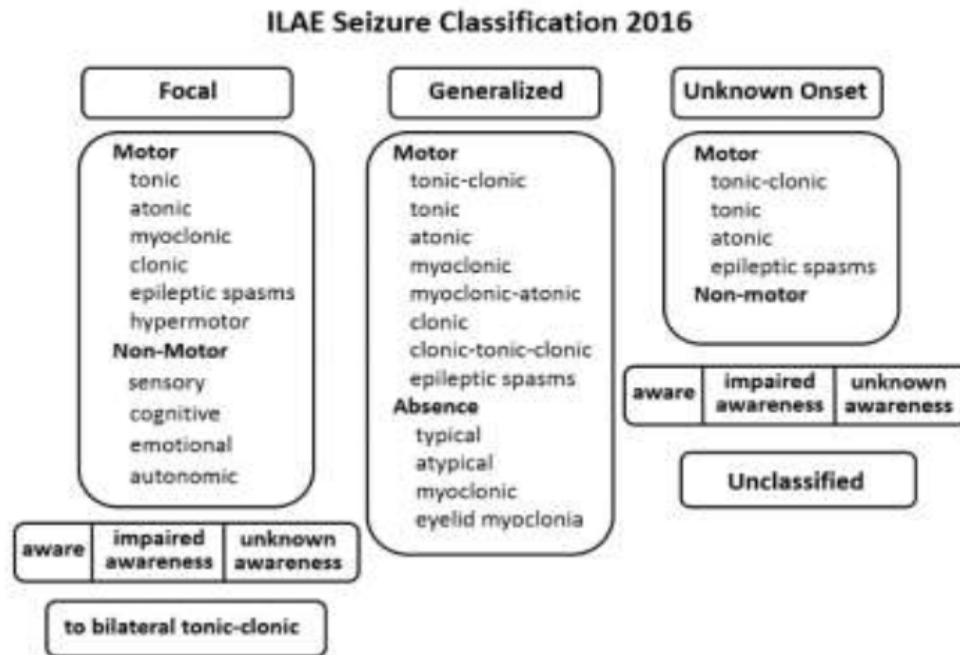 ILAE Seizure Classification 2016
Focal
Motor
tonic
atonic
myoclonic
clonic
epileptic spasms
hypermotor
Non-Motor
sensory
cognitive
emotional
autonomic
aware
impaired
awareness
unknown
awareness
to bilateral tonic-clonic
Generalized
Motor
tonic-clonic
tonic
atonic
myoclonic
myoclonic-atonic
clonic
clonic-tonic-clonic
epileptic spasms
Absence
typical
atypical
myoclonic
eyelid myoclonia
Unknown Onset
Motor
tonic-clonic
tonic
atonic
epileptic spasms
Non-motor
aware
impaired
awareness
unknown
awareness
Unclassified